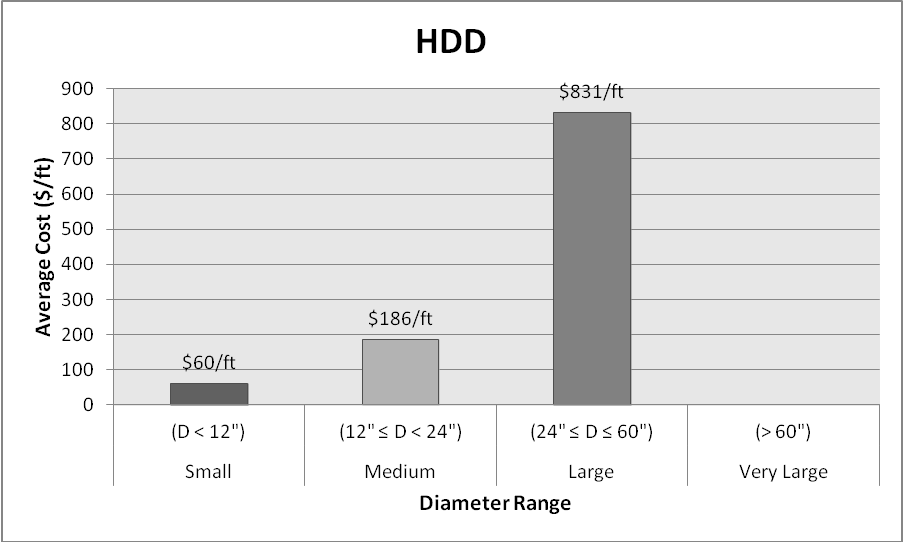 HDD
Average Cost ($/ft)
900
800
700
600
500
400
300
200
100
0
$60/ft
$186/ft
$831/ft
(D < 12")
(12" ≤ D < 24")
(24" ≤ D ≤ 60")
(> 60")
Small
Medium
Large
Very Large
Diameter Range